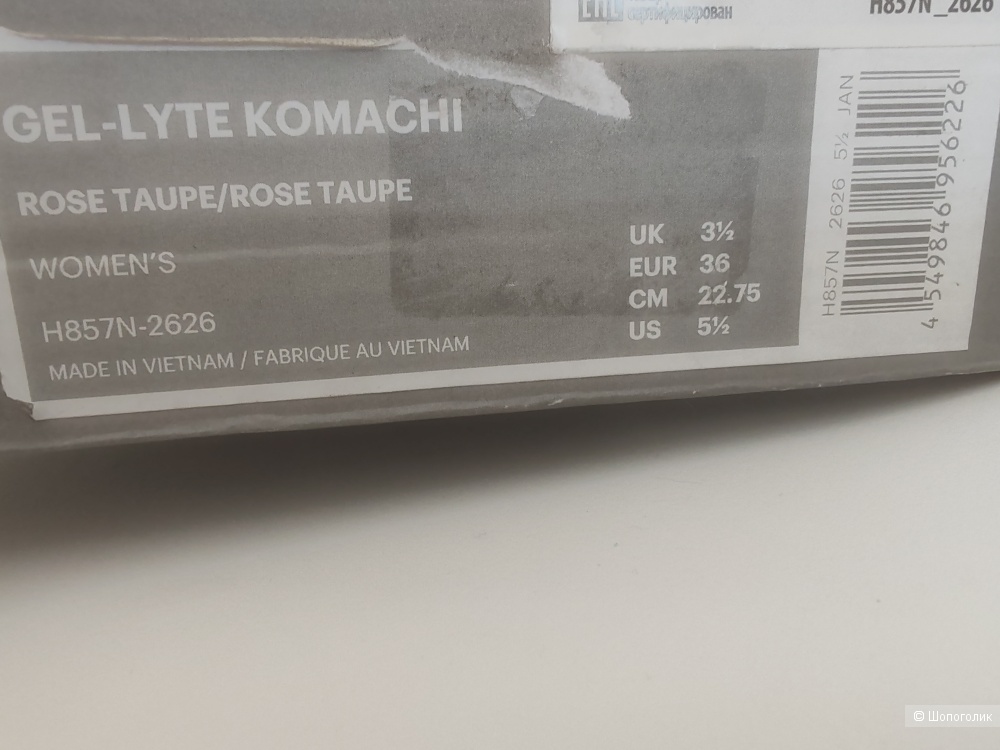 EAC
сертифицирован
H857N_2626
GEL-LYTE KOMACHI
ROSE TAUPE/ROSE TAUPE
WOMEN'S
H857N-2626
MADE IN VIETNAM / FABRIQUE AU VIETNAM
UK 3½
EUR 36
CM 22.75
US 5½
H857N 2626 5½ JAN
4 549846 956226
© Шопоголик